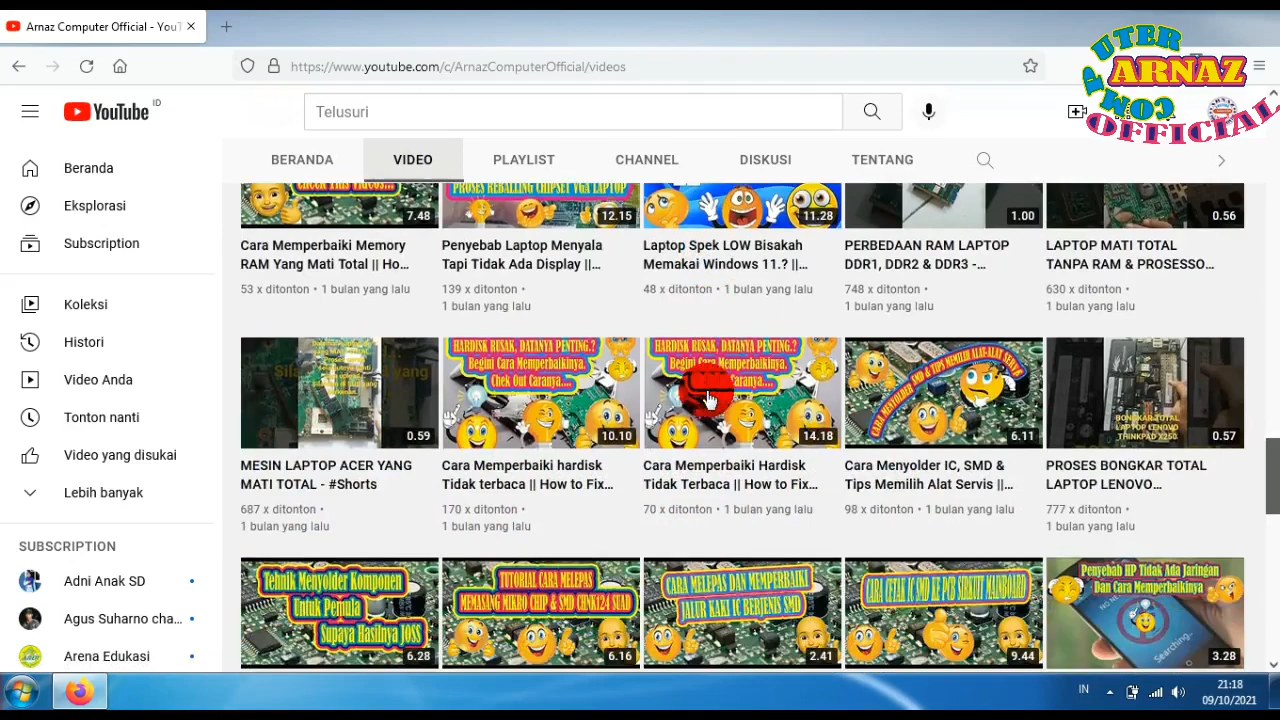 Arnaz Computer Official - YouT
https://www.youtube.com/c/ArnazComputerOfficial/videos
COMPUTER
ARNAZ
OFFICIAL
YouTube ID
Telusuri
BERANDA VIDEO PLAYLIST CHANNEL DISKUSI TENTANG
Beranda
Eksplorasi
Subscription
Koleksi
Histori
Video Anda
Tonton nanti
Video yang disukai
Lebih banyak
SUBSCRIPTION
Adni Anak SD
Agus Suharno cha...
Arena Edukasi
Check This Videos...
7.48
Cara Memperbaiki Memory
RAM Yang Mati Total || Ho...
53 x ditonton • 1 bulan yang lalu
PROSES REBALLING CHIPSET VGA LAPTOP
12.15
Penyebab Laptop Menyala
Tapi Tidak Ada Display ||...
139 x ditonton •
1 bulan yang lalu
11.28
Laptop Spek LOW Bisakah
Memakai Windows 11.? ||...
48 x ditonton • 1 bulan yang lalu
1.00
PERBEDAAN RAM LAPTOP
DDR1, DDR2 & DDR3 -...
748 x ditonton •
1 bulan yang lalu
0.56
LAPTOP MATI TOTAL
TANPA RAM & PROSESSO...
630 x ditonton •
1 bulan yang lalu
0.59
MESIN LAPTOP ACER YANG
MATI TOTAL - #Shorts
687 x ditonton •
1 bulan yang lalu
HARDISK RUSAK, DATANYA PENTING.?
Begini Cara Memperbaikinya.
Chek Out Caranya....
10.10
Cara Memperbaiki hardisk
Tidak terbaca || How to Fix...
170 x ditonton •
1 bulan yang lalu
HARDISK RUSAK, DATANYA PENTING.?
Begini Cara Memperbaikinya.
Caranya....
14.18
Cara Memperbaiki Hardisk
Tidak Terbaca || How to Fix...
70 x ditonton • 1 bulan yang lalu
CARA MENYOLDER SMD & TIPS MEMILIH ALAT-ALAT SERVIS
6.11
Cara Menyolder IC, SMD &
Tips Memilih Alat Servis ||...
98 x ditonton • 1 bulan yang lalu
BONGKAR TOTAL
LAPTOP LENOVO
THINKPAD X250
0.57
PROSES BONGKAR TOTAL
LAPTOP LENOVO...
777 x ditonton •
1 bulan yang lalu
Tehnik Menyolder Komponen
Untuk Pemula
Supaya Hasilnya JOSS
6.28
TUTORIAL CARA MELEPAS
MEMASANG MIKRO CHIP & SMD CHNK124 SUAD
6.16
CARA MELEPAS DAN MEMPERBAIKI
JALUR KAKI IC BERJENIS SMD
2.41
CARA CETAK IC SMD KE PCB SIRKUIT MAINBOARD
9.44
Penyebab HP Tidak Ada Jaringan
Dan Cara Memperbaikinya
Searching...
3.28
IN
21:18
09/10/2021